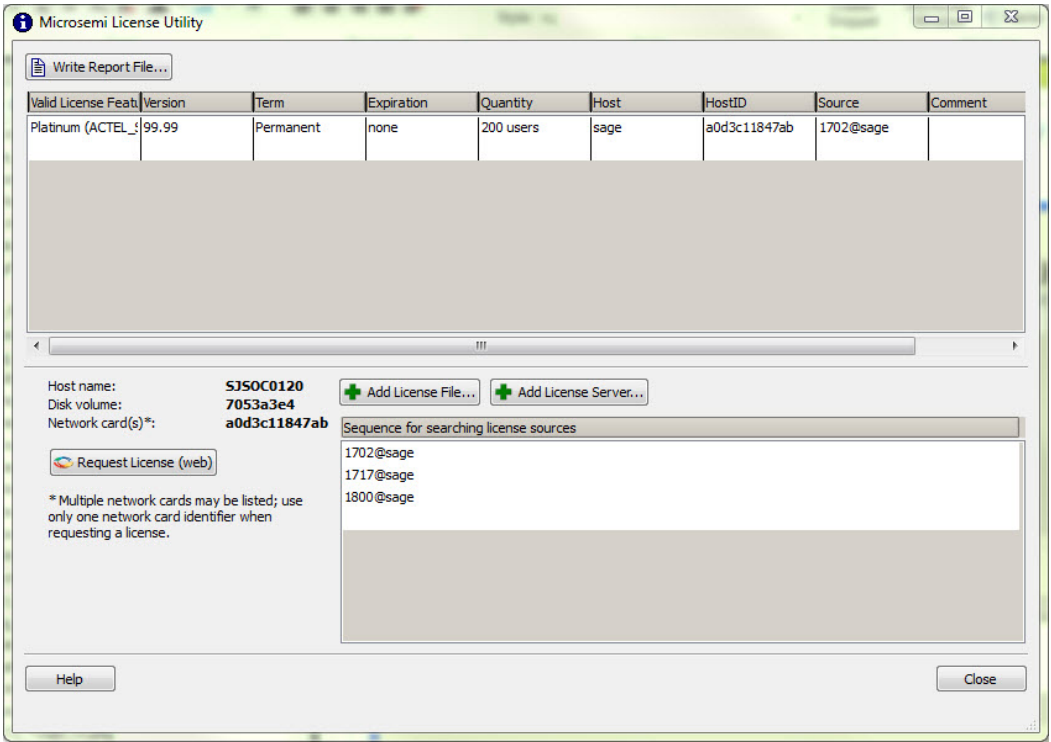 Microsemi License Utility
Write Report File...
Valid License Featu Version Term Expiration Quantity Host HostID Source Comment
Platinum (ACTEL_S 99.99 Permanent none 200 users sage a0d3c11847ab 1702@sage
Host name: SJSOC0120
Disk volume: 7053a3e4
Network card(s)*: a0d3c11847ab
Add License File... Add License Server...
Sequence for searching license sources
1702@sage
1717@sage
1800@sage
Request License (web)
* Multiple network cards may be listed; use
only one network card identifier when
requesting a license.
Help Close